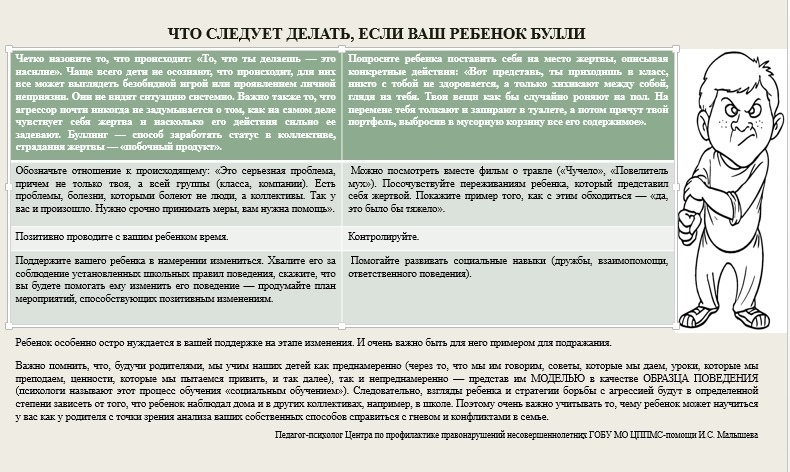 ЧТО СЛЕДУЕТ ДЕЛАТЬ, ЕСЛИ ВАШ РЕБЕНОК БУЛЛИ
Четко назовите то, что происходит: «То, что ты делаешь — это
насилие». Чаще всего дети не осознают, что происходит, для них
все может выглядеть безобидной игрой или проявлением личной
неприязни. Они не видят ситуацию системно. Важно также то, что
агрессор почти никогда не задумывается о том, как на самом деле
чувствует себя жертва и насколько его действия сильно ее
задевают. Буллинг — способ заработать статус в коллективе,
страдания жертвы — «побочный продукт».
Попросите ребенка поставить себя на место жертвы, описывая
конкретные действия: «Вот представь, ты приходишь в класс,
никто с тобой не здоровается, а только хихикают между собой,
глядя на тебя. Твои вещи как бы случайно роняют на пол. На
перемене тебя толкают и запирают в туалете, а потом прячут твой
портфель, выбросив в мусорную корзину все его содержимое».
Обозначьте отношение к происходящему: «Это серьезная проблема,
причем не только твоя, а всей группы (класса, компании). Есть
проблемы, болезни, которыми болеют не люди, а коллективы. Так у
вас и произошло. Нужно срочно принимать меры, вам нужна помощь».
Можно посмотреть вместе фильм о травле («Чучело», «Повелитель
мух»). Посочувствуйте переживаниям ребенка, который представил
себя жертвой. Покажите пример того, как с этим обходиться — «да,
это было бы тяжело».
Позитивно проводите с вашим ребенком время.
Контролируйте.
Поддержите вашего ребенка в намерении измениться. Хвалите его за
соблюдение установленных школьных правил поведения, скажите, что
вы будете помогать ему изменить его поведение — продумайте план
мероприятий, способствующих позитивным изменениям.
Помогайте развивать социальные навыки (дружбы, взаимопомощи,
ответственного поведения).
Ребенок особенно остро нуждается в вашей поддержке на этапе изменения. И очень важно быть для него примером для подражания.
Важно помнить, что, будучи родителями, мы учим наших детей как преднамеренно (через то, что мы им говорим, советы, которые мы даем, уроки, которые мы
преподаем, ценности, которые мы пытаемся привить, и так далее), так и непреднамеренно — представ им МОДЕЛЬЮ в качестве ОБРАЗЦА ПОВЕДЕНИЯ
(психологи называют этот процесс обучения «социальным обучением»). Следовательно, взгляды ребенка и стратегии борьбы с агрессией будут в определенной
степени зависеть от того, что ребенок наблюдал дома и в других коллективах, например, в школе. Поэтому очень важно учитывать то, чему ребенок может научиться
у вас как у родителя с точки зрения анализа ваших собственных способов справиться с гневом и конфликтами в семье.
Педагог-психолог Центра по профилактике правонарушений несовершеннолетних ГОБУ МО ЦППМС-помощи И.С. Малышева